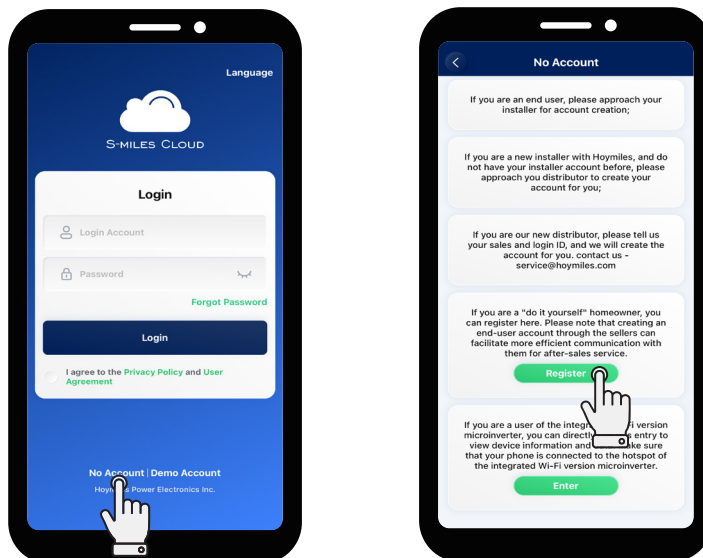 Language
S-MILES CLOUD
Login
Login Account
Password
Forgot Password
Login
I agree to the Privacy Policy and User
Agreement
No Account | Demo Account
Power Electronics Inc.
No Account
If you are an end user, please approach your
installer for account creation;
If you are a new installer with Hoymiles, and do
not have your installer account before, please
approach you distributor to create your
account for you;
If you are our new distributor, please tell us
your sales and login ID, and we will create the
account for you. contact us -
service@hoymiles.com
If you are a "do it yourself" homeowner, you
can register here. Please note that creating an
end-user account through the sellers can
facilitate more efficient communication with
them for after-sales service.
Register
If you are a user of the version
microinverter, you can directly entry to
view device information and sure
that your phone is connected to the hotspot of
the integrated Wi-Fi version microinverter.
Enter